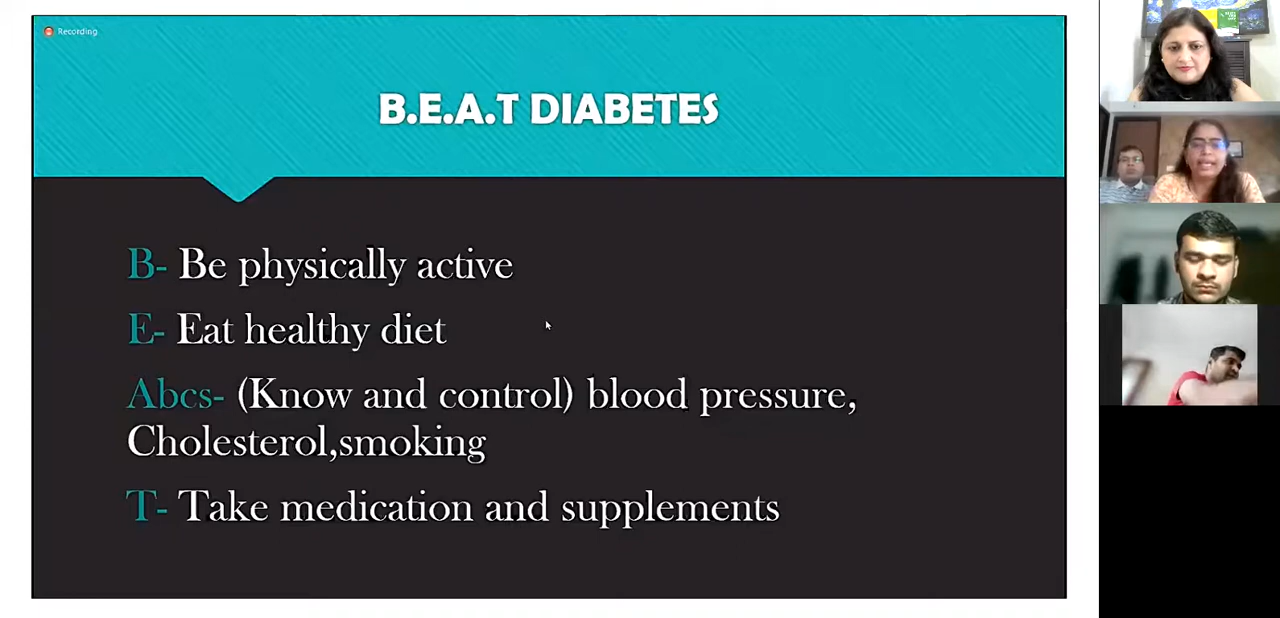 Recording
B.E.A.T DIABETES
B- Be physically active
E- Eat healthy diet
Abcs- (Know and control) blood pressure,
Cholesterol,smoking
T- Take medication and supplements